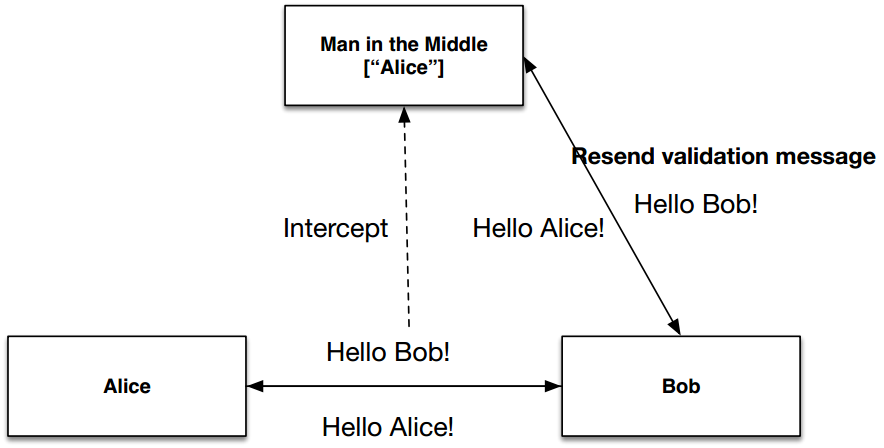 Man in the Middle
[“Alice”]
Resend validation message
Hello Bob!
Intercept
Hello Alice!
Hello Bob!
Alice
Bob
Hello Alice!